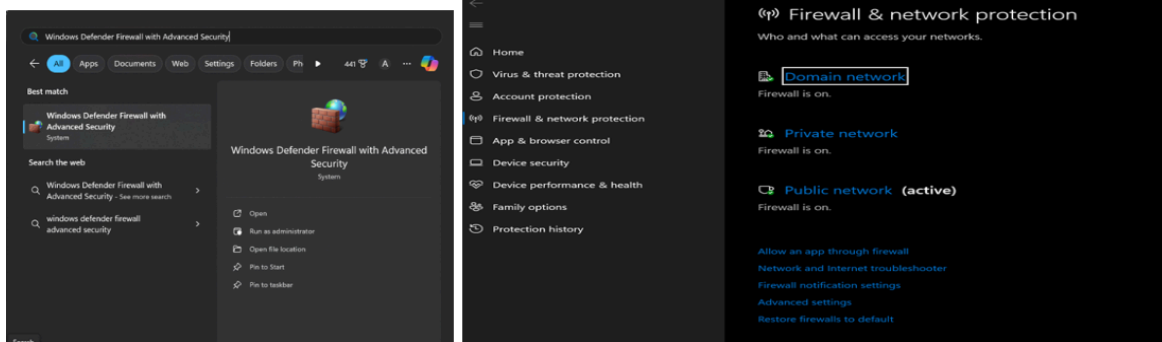 Windows Defender Firewall with Advanced Security
All Apps Documents Web Settings Folders Ph 441 A ...
Best match
Windows Defender Firewall with
Advanced Security
System
Search the web
Windows Defender Firewall with
Advanced Security - See more search
windows defender firewall
advanced security
Windows Defender Firewall with Advanced
Security
System
Open
Run as administrator
Open file location
Pin to Start
Pin to taskbar
Search
Home
Virus & threat protection
Account protection
Firewall & network protection
App & browser control
Device security
Device performance & health
Family options
Protection history
Firewall & network protection
Who and what can access your networks.
Domain network
Firewall is on.
Private network
Firewall is on.
Public network (active)
Firewall is on.
Allow an app through firewall
Network and Internet troubleshooter
Firewall notification settings
Advanced settings
Restore firewalls to default